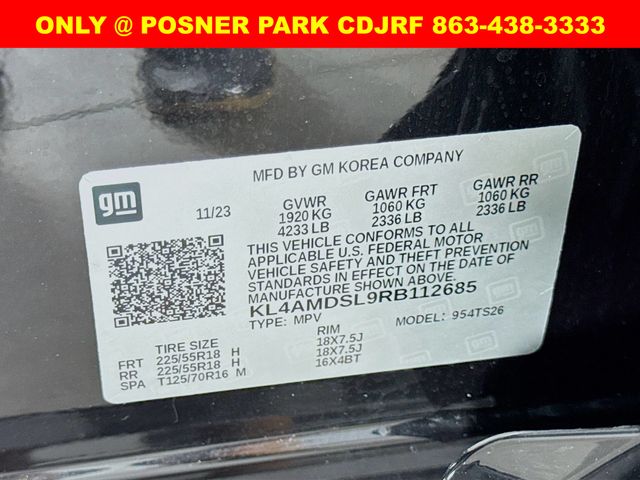 ONLY @ POSNER PARK CDJRF 863-438-3333
MFD BY GM KOREA COMPANY
gm
11/23
GVWR GAWR FRT GAWR RR
1920 KG 1060 KG 1060 KG
4233 LB 2336 LB 2336 LB
THIS VEHICLE CONFORMS TO ALL
APPLICABLE U.S. FEDERAL MOTOR
VEHICLE SAFETY AND THEFT PREVENTION
STANDARDS IN EFFECT ON THE DATE OF
MANUFACTURE SHOWN ABOVE.
KL4AMDSL9RB112685
TYPE: MPV MODEL: 954TS26
TIRE SIZE RIM
FRT 225/55R18 H 18X7.5J
RR 225/55R18 H 18X7.5J
SPA T125/70R16 M 16X4BT